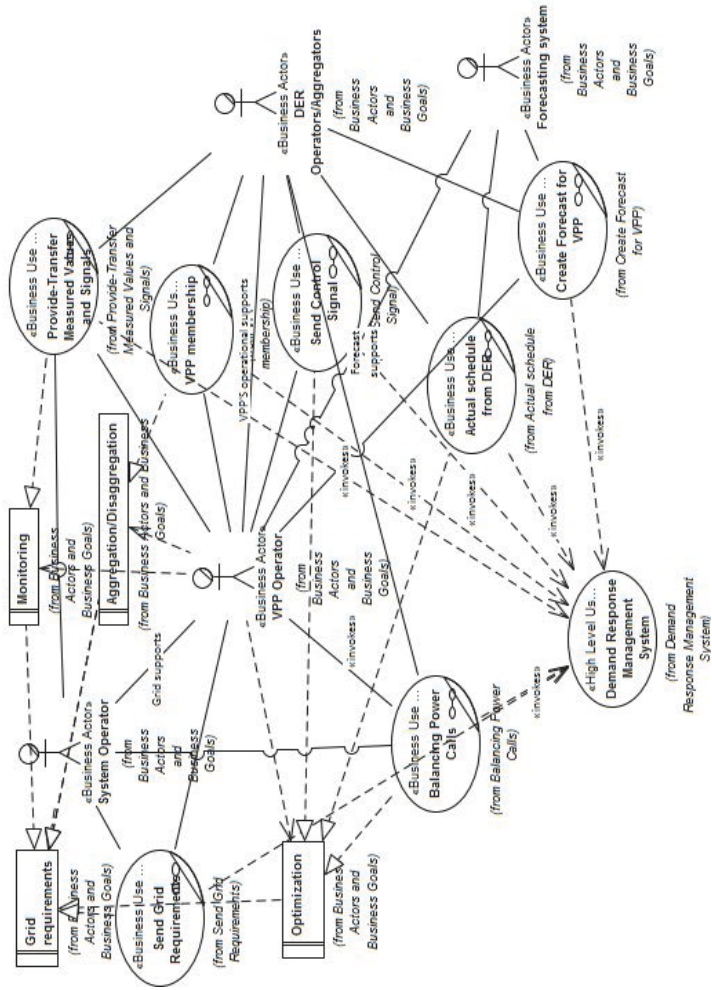 «Business Actor»
DER
Operators/Aggregators
(from
Business
Actors
and
Business
Goals)
«Business Actor»
Forecasting system
(from
Business
Actors
and
Business
Goals)
«Business Use ...
Provide-Transfer
Measured Values
and Signals
(from Provide-Transfer
Measured Values and
Signals)
«Business Us...
VPP membership
(from VPP
membership)
«Business Use ...
Send Control
Signal
(from Send Control
Signal)
«Business Use ...
Actual schedule
from DER
(from Actual schedule
from DER)
«Business Use ...
Create Forecast for
VPP
(from Create Forecast
for VPP)
VPP'S operational supports
Forecast
supports
Monitoring
(from Business
Actors and
Business Goals)
Aggregation/Disaggregation
(from Business Actors and Business
Goals)
«Business Actor»
VPP Operator
(from
Business
Actors
and
Business
Goals)
«invokes»
«invokes»
«invokes»
«invokes»
«invokes»
«invokes»
Grid supports
«High Level Us...
Demand Response
Management
System
(from Demand
Response Management
System)
«Business Actor»
System Operator
(from
Business
Actors
and
Business
Goals)
«Business Use ...
Balancing Power
Calls
(from Balancing Power
Calls)
Grid
requirements
(from Business
Actors and
Business Goals)
«Business Use ...
Send Grid
Requirements
(from Send Grid
Requirements)
Optimization
(from Business
Actors and
Business Goals)